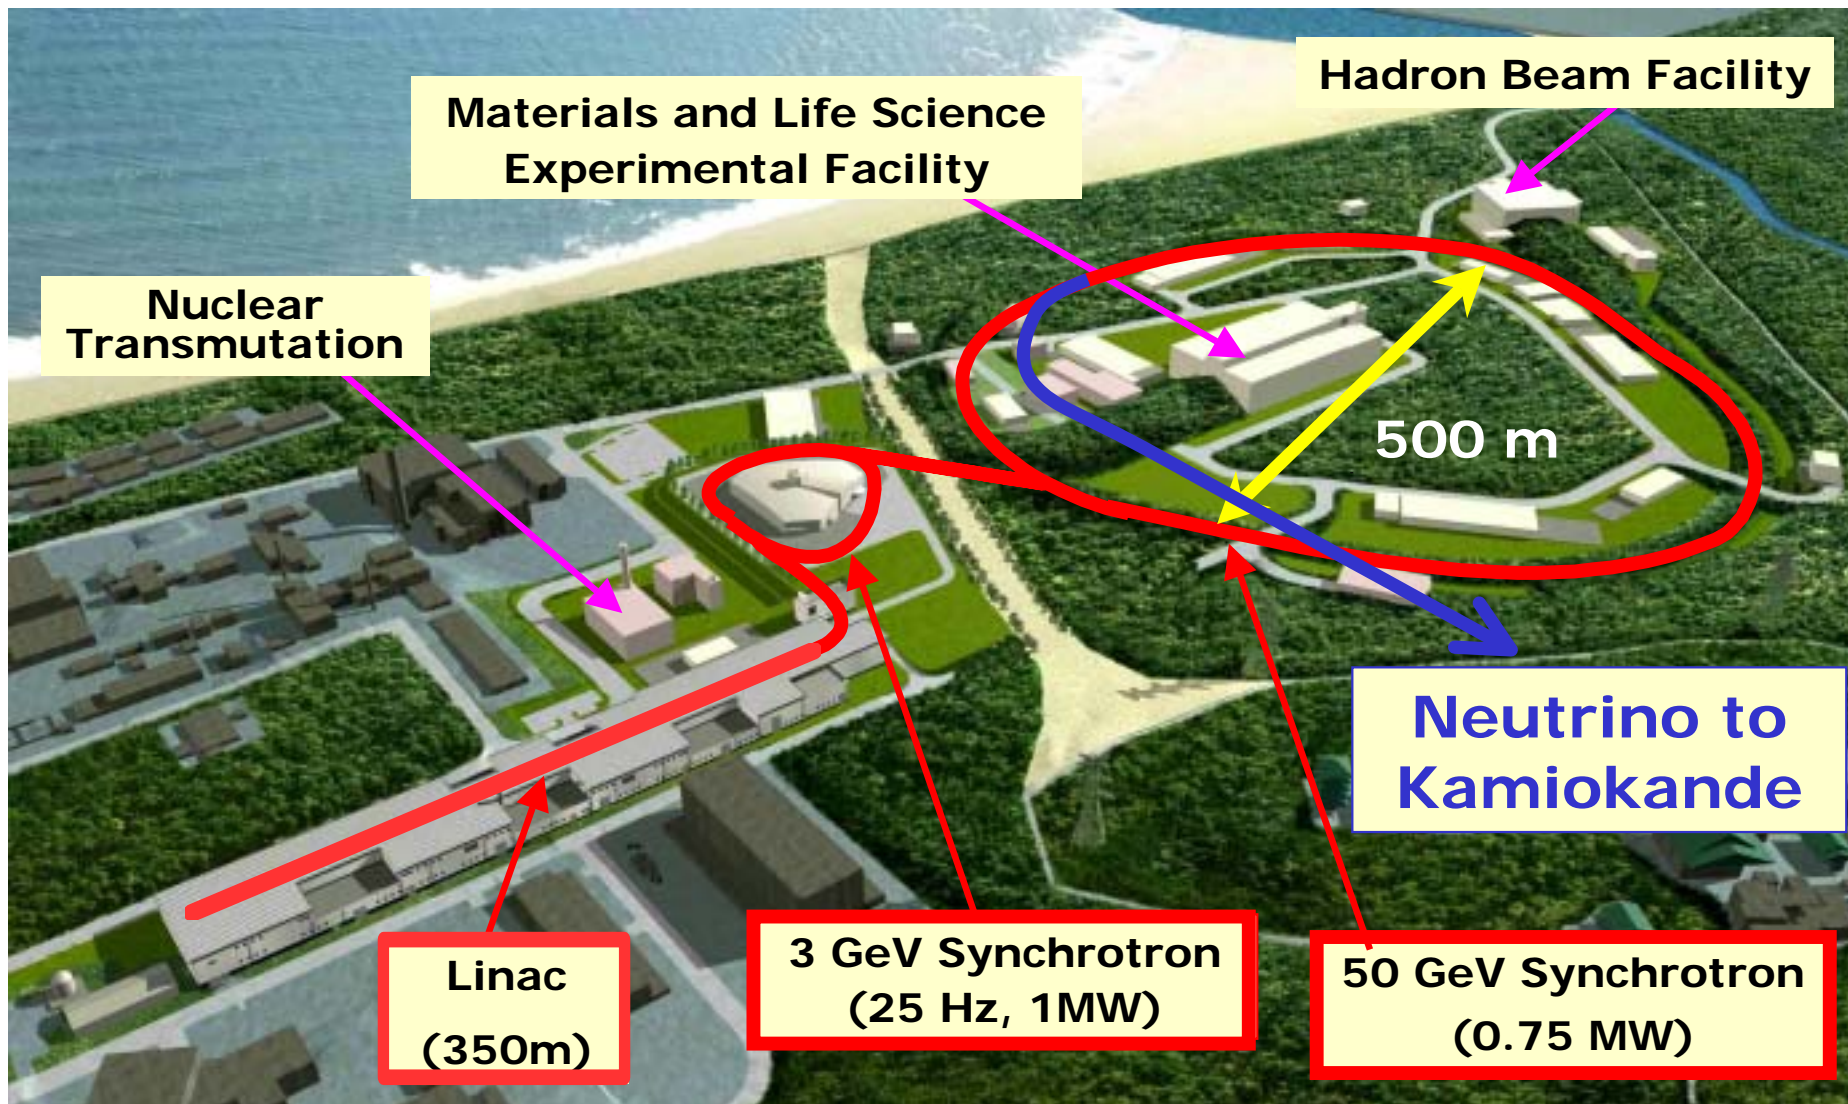 Hadron Beam Facility
Materials and Life Science
Experimental Facility
Nuclear
Transmutation
500 m
Neutrino to
Kamiokande
Linac
(350m)
3 GeV Synchrotron
(25 Hz, 1MW)
50 GeV Synchrotron
(0.75 MW)